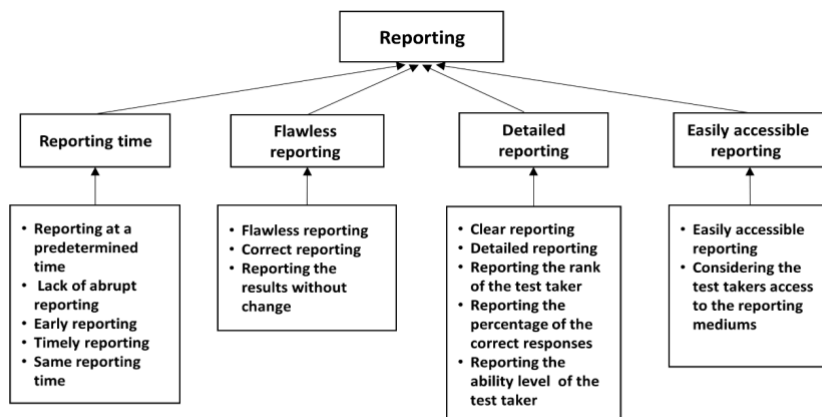 Reporting
Reporting time
Flawless
reporting
Detailed
reporting
Easily accessible
reporting
• Reporting at a
predetermined
time
• Lack of abrupt
reporting
• Early reporting
• Timely reporting
• Same reporting
time
• Flawless reporting
• Correct reporting
• Reporting the
results without
change
• Clear reporting
• Detailed reporting
• Reporting the rank
of the test taker
• Reporting the
percentage of the
correct responses
• Reporting the
ability level of the
test taker
• Easily accessible
reporting
• Considering the
test takers access
to the reporting
mediums